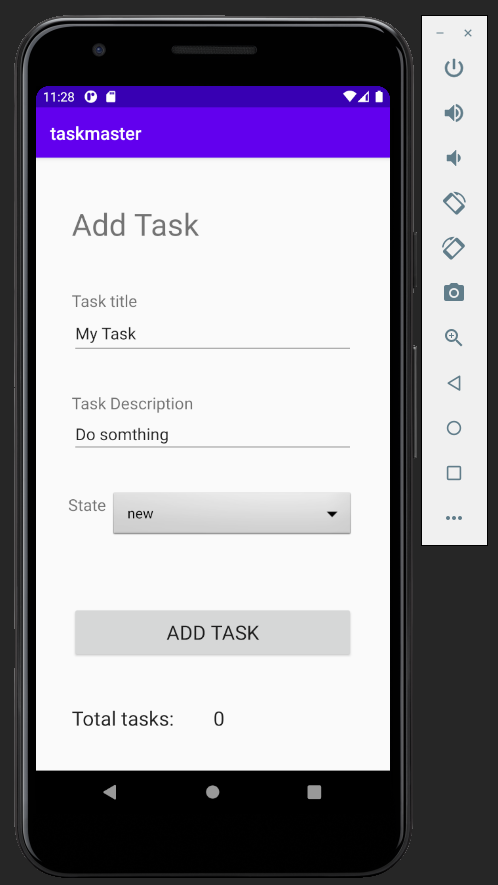 11:28
taskmaster
Add Task
Task title
My Task
Task Description
Do somthing
State new
ADD TASK
Total tasks: 0